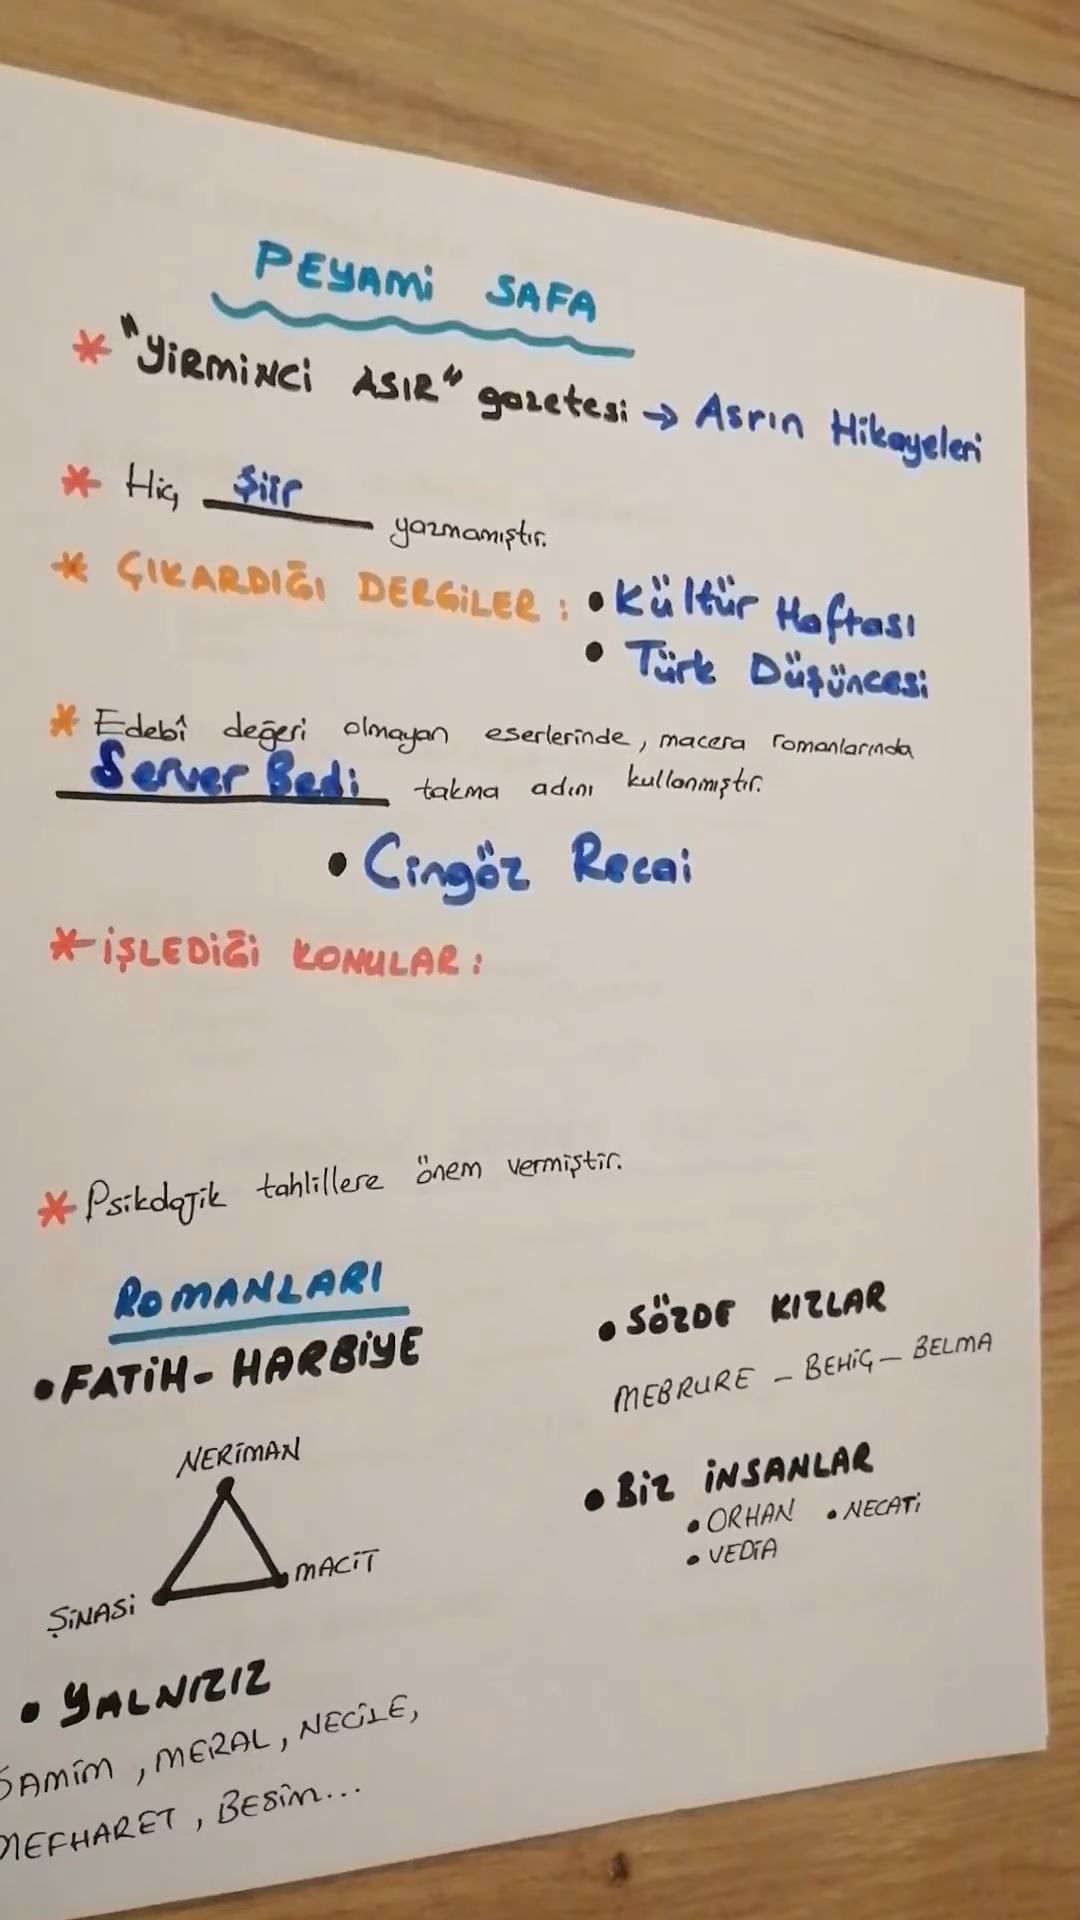 PEYAMİ SAFA
* "YİRMİNCİ ASIR" gazetesi → Asrın Hikayeleri
* Hiç şiir yazmamıştır.
* ÇIKARDIĞI DERGİLER : • Kültür Haftası
• Türk Düşüncesi
* Edebî değeri olmayan eserlerinde, macera romanlarında
Server Bedi takma adını kullanmıştır.
• Cingöz Recai
* İŞLEDİĞİ KONULAR :
* Psikolojik tahlillere önem vermiştir.
ROMANLARI
• FATİH - HARBİYE
NERİMAN
MACİT
ŞİNASİ
• YALNIZIZ
SAMİM, MERAL, NECİLE,
MEFHARET, BESİM...
• SÖZDE KIZLAR
MEBRURE - BEHİÇ - BELMA
• BİZ İNSANLAR
• ORHAN • NECATİ
• VEDİA